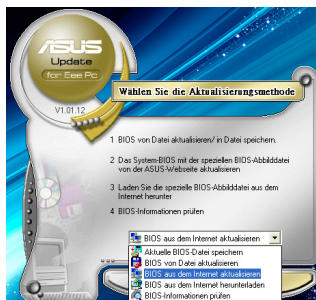 ASUS
Update
for Eee Pc
V1.01.12
Wählen Sie die Aktualisierungsmethode
1 BIOS von Datei aktualisieren/ in Datei speichern.
2 Das System-BIOS mit der speziellen BIOS-Abbilddatei
von der ASUS-Webseite aktualisieren
3 Laden Sie die spezielle BIOS-Abbilddatei aus dem
Internet herunter
4 BIOS-Informationen prüfen
BIOS aus dem Internet aktualisieren
Aktuelle BIOS-Datei speichern
BIOS von Datei aktualisieren
BIOS aus dem Internet aktualisieren
BIOS aus dem Internet herunterladen
BIOS-Informationen prüfen